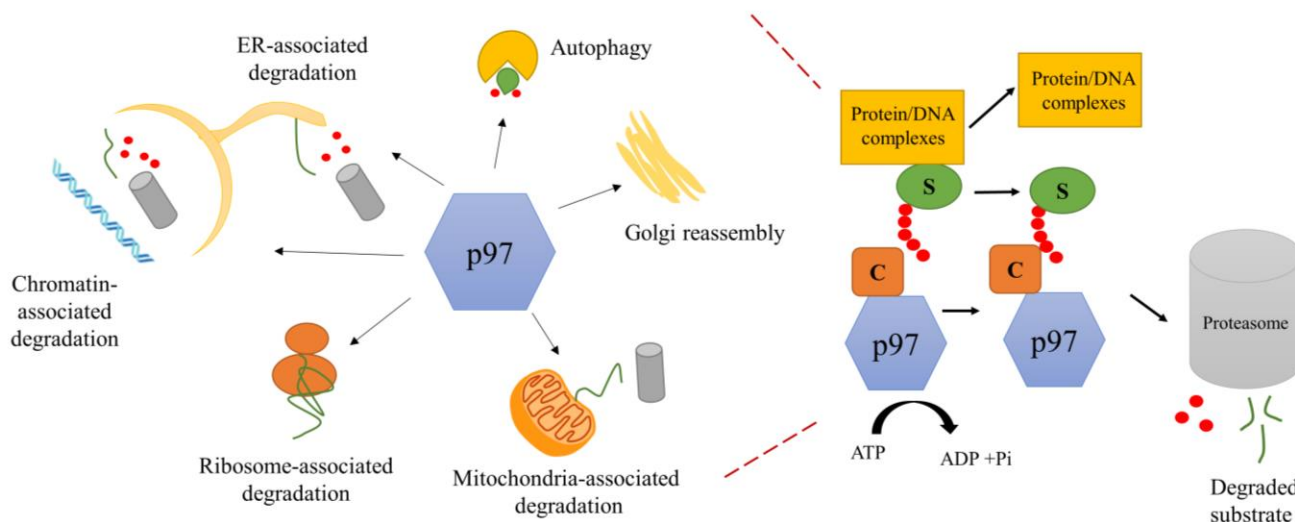 ER-associated
degradation
Autophagy
Golgi reassembly
p97
Chromatin-
associated
degradation
Ribosome-associated
degradation
Mitochondria-associated
degradation
Protein/DNA
complexes
Protein/DNA
complexes
S
S
C
C
p97
p97
ATP
ADP +Pi
Proteasome
Degraded
substrate